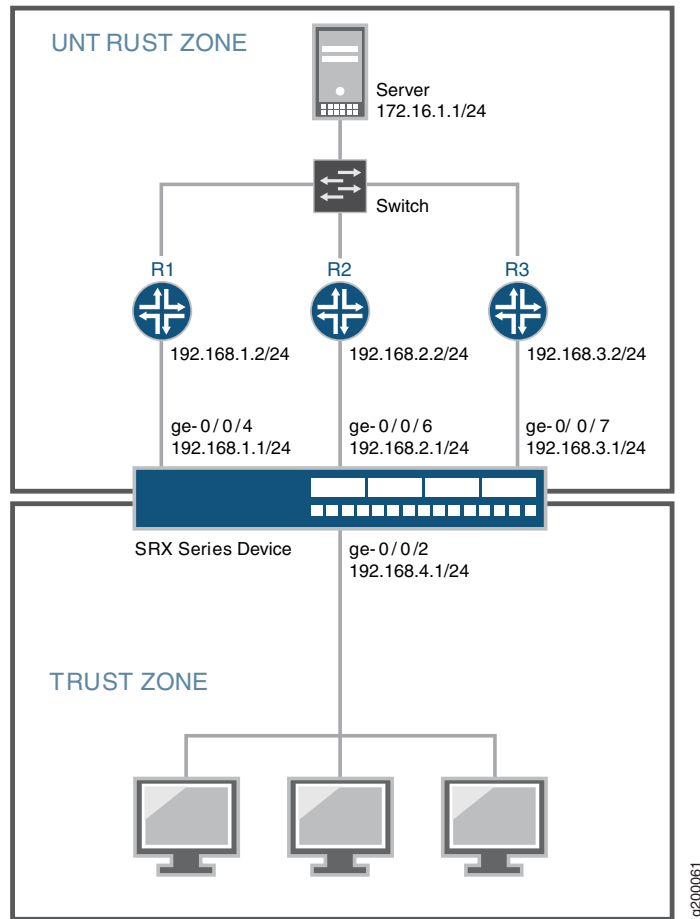 UNT RUST ZONE
Server
172.16.1.1/24
Switch
R1
R2
R3
192.168.1.2/24
192.168.2.2/24
192.168.3.2/24
ge-0/0/4
192.168.1.1/24
ge-0/0/6
192.168.2.1/24
ge-0/ 0/7
192.168.3.1/24
SRX Series Device
ge-0/0/2
192.168.4.1/24
TRUST ZONE
g200061